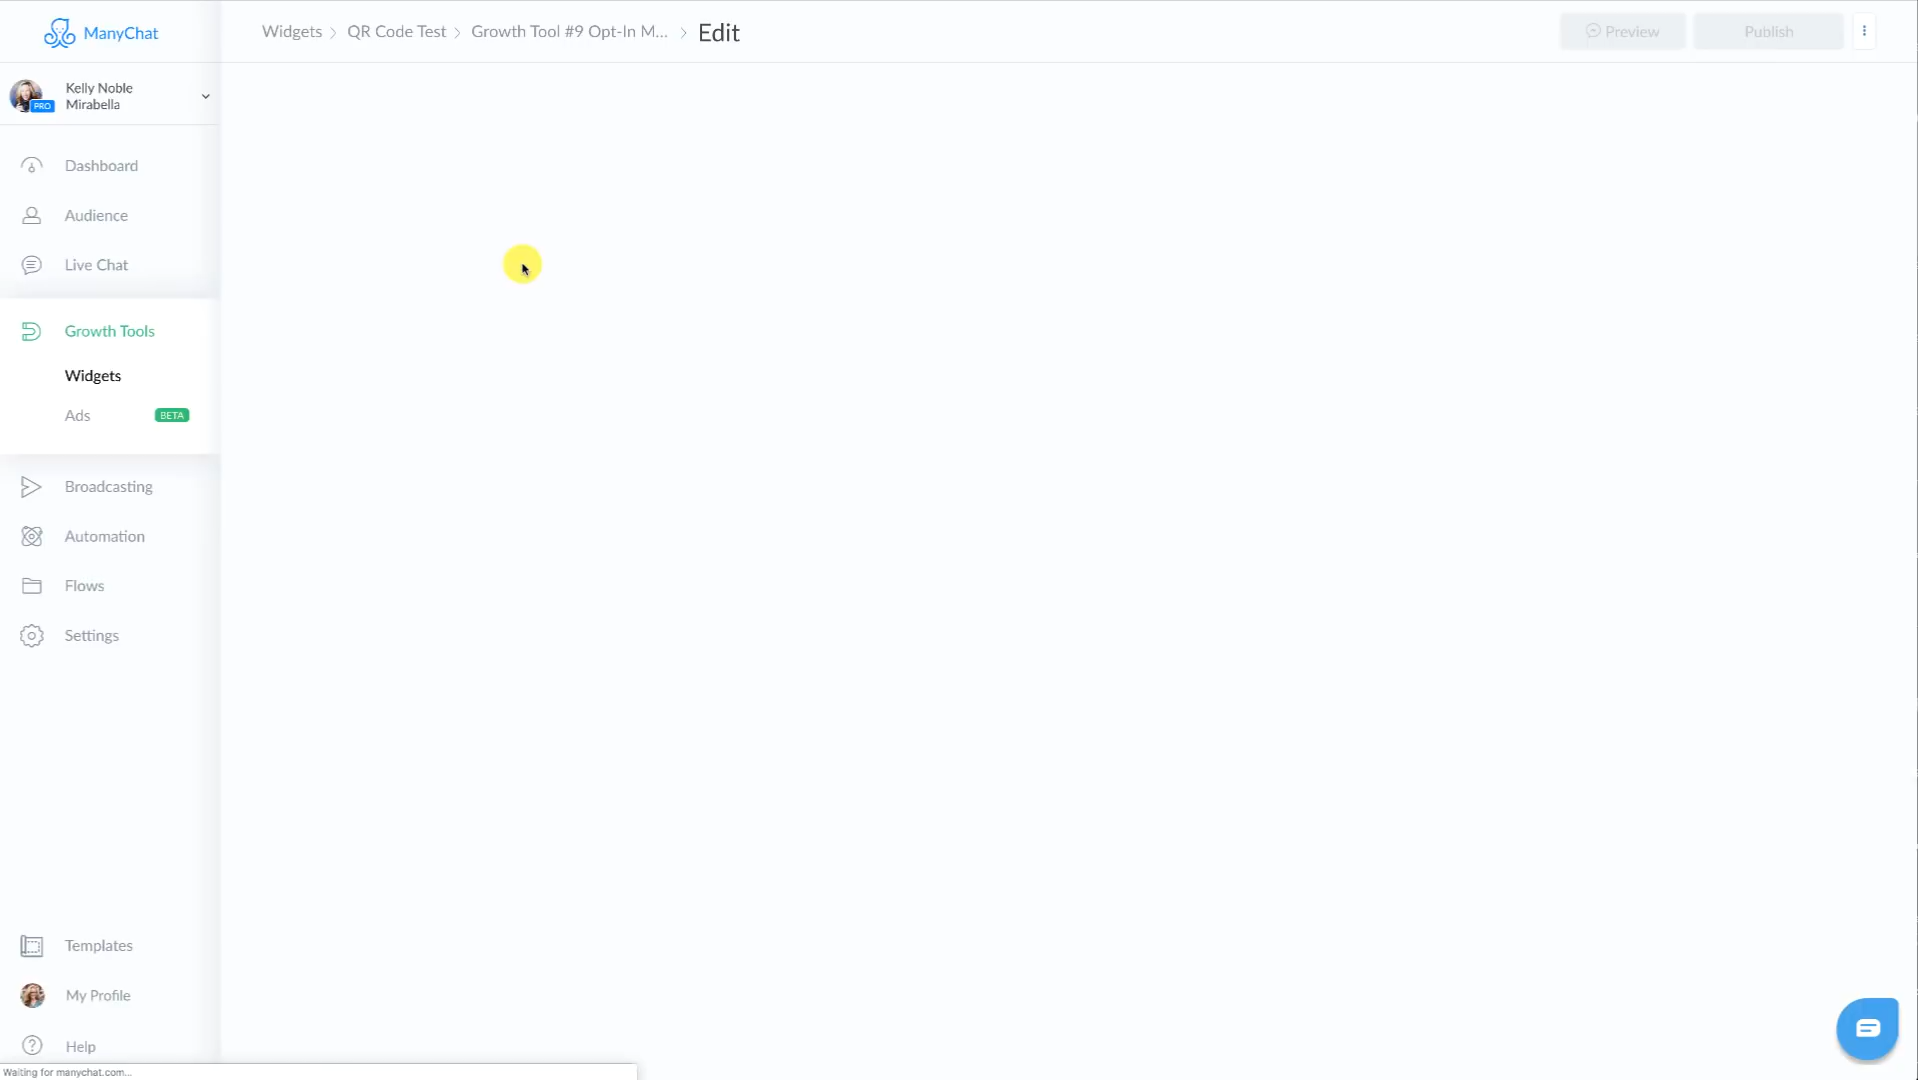 ManyChat
Widgets > QR Code Test > Growth Tool #9 Opt-In M... > Edit
Preview
Publish
Kelly Noble
Mirabella
PRO
Dashboard
Audience
Live Chat
Growth Tools
Widgets
Ads BETA
Broadcasting
Automation
Flows
Settings
Templates
My Profile
Help
Waiting for manychat.com...